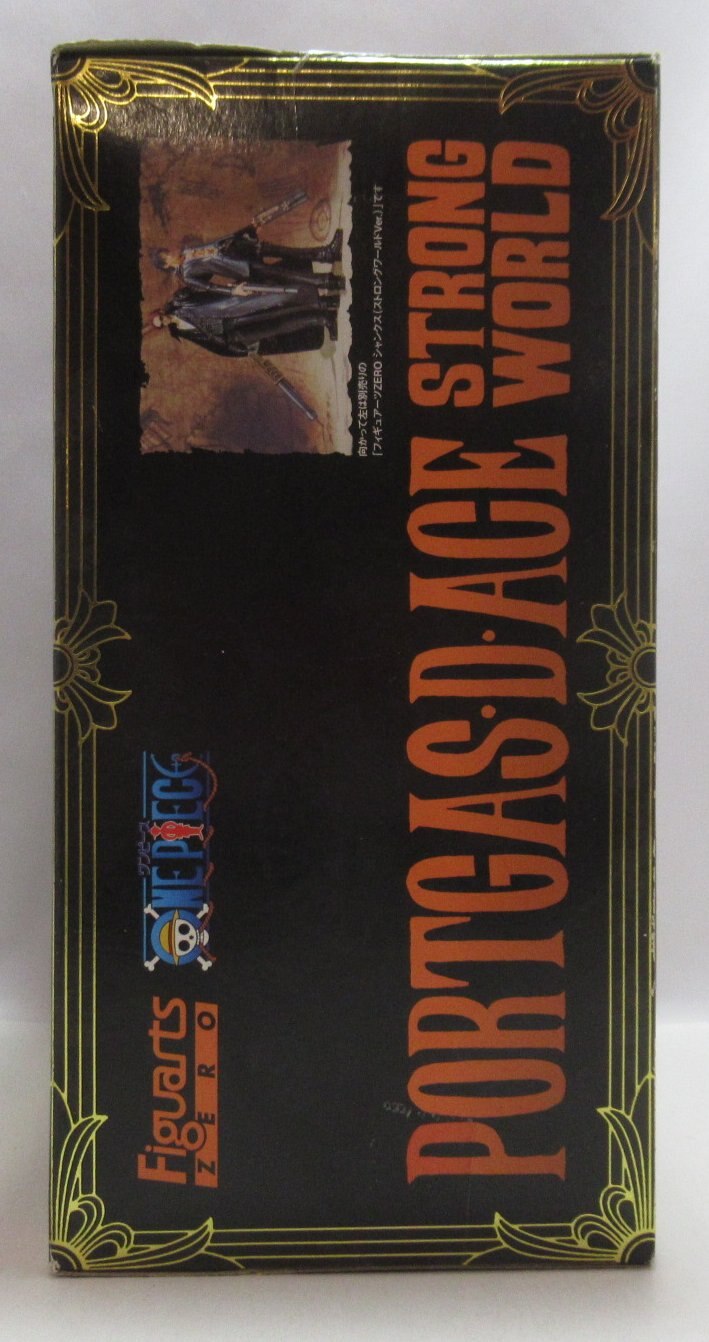 Figuarts
ZERO
ワンピース
ONE PIECE
向かって左は別売りの
「フィギュアーツZERO シャンクス(ストロングワールドVer.)」です
PORTGAS·D·ACE STRONG
WORLD